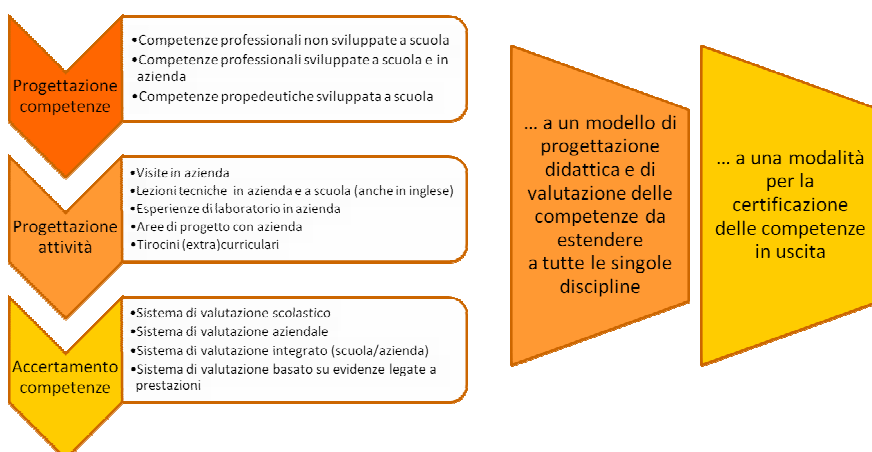 Progettazione
competenze
•Competenze professionali non sviluppate a scuola
•Competenze professionali sviluppate a scuola e in
azienda
•Competenze propedeutiche sviluppata a scuola
Progettazione
attività
•Visite in azienda
•Lezioni tecniche in azienda e a scuola (anche in inglese)
•Esperienze di laboratorio in azienda
•Aree di progetto con azienda
•Tirocini (extra)curriculari
Accertamento
competenze
•Sistema di valutazione scolastico
•Sistema di valutazione aziendale
•Sistema di valutazione integrato (scuola/azienda)
•Sistema di valutazione basato su evidenze legate a
prestazioni
... a un modello di
progettazione
didattica e di
valutazione delle
competenze da
estendere
a tutte le singole
discipline
... a una modalità
per la
certificazione
delle competenze
in uscita